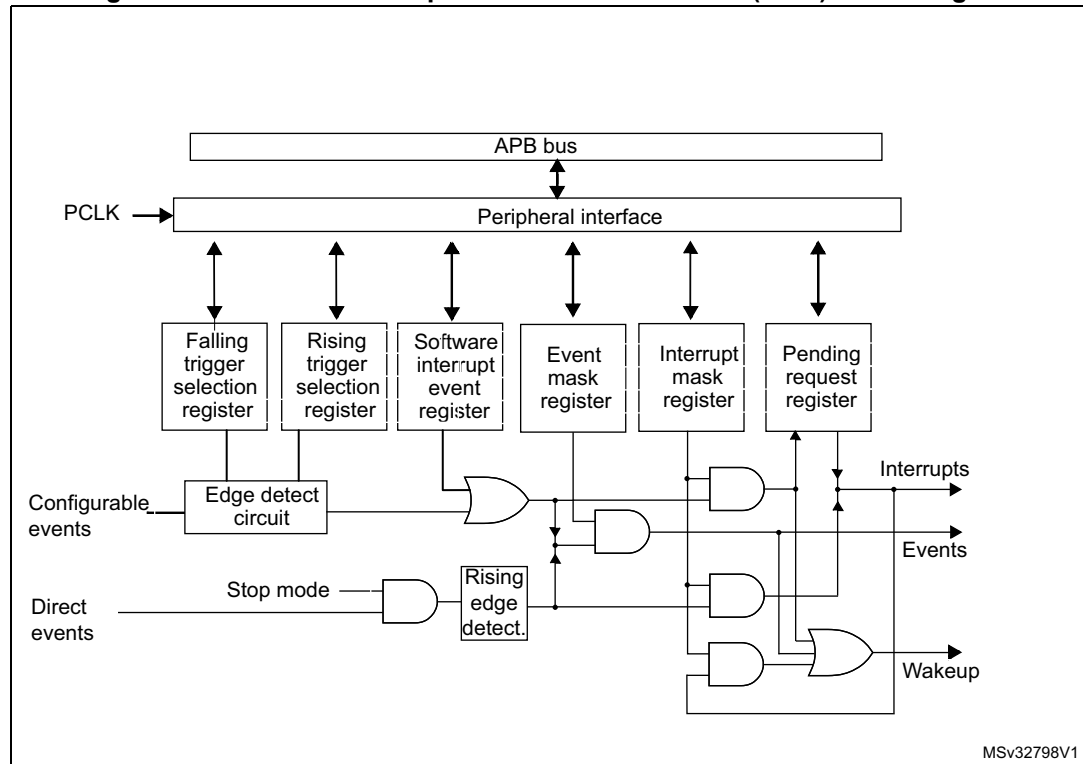 APB bus
PCLK
Peripheral interface
Falling
trigger
selection
register
Rising
trigger
selection
register
Software
interrupt
event
register
Event
mask
register
Interrupt
mask
register
Pending
request
register
Interrupts
Configurable
events
Edge detect
circuit
Events
Stop mode
Rising
edge
detect.
Direct
events
Wakeup
MSv32798V1